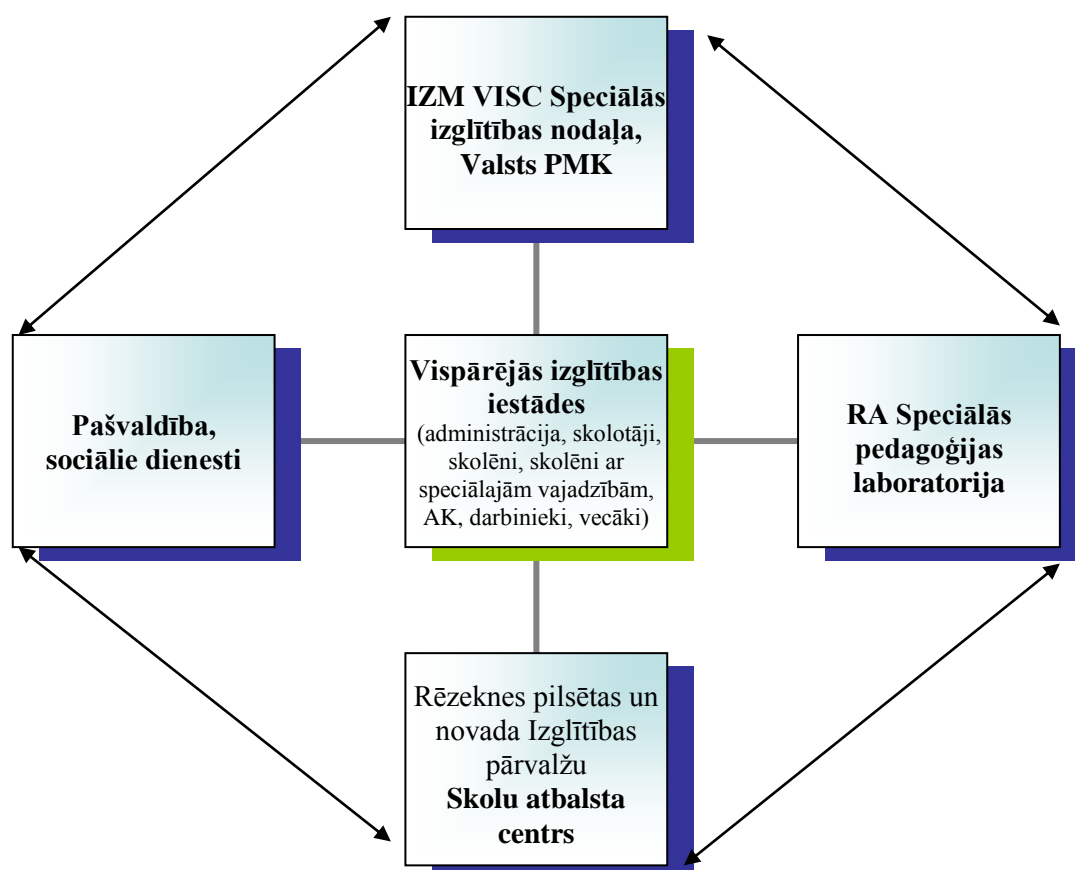 IZM VISC Speciālās
izglītības nodaļa,
Valsts PMK
Pašvaldība,
sociālie dienesti
Vispārējās izglītības
iestādes
(administrācija, skolotāji,
skolēni, skolēni ar
speciālajām vajadzībām,
AK, darbinieki, vecāki)
RA Speciālās
pedagoģijas
laboratorija
Rēzeknes pilsētas un
novada Izglītības
pārvalžu
Skolu atbalsta
centrs